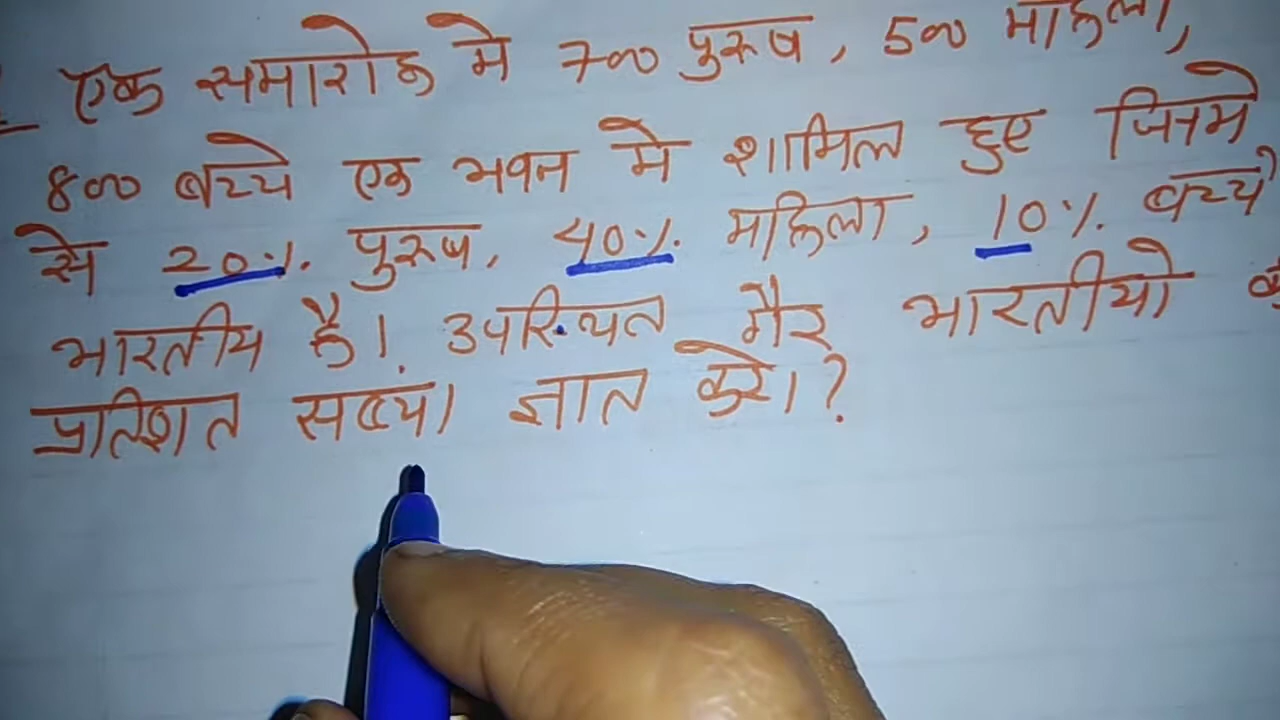 एक समारोह मे 700 पुरूष, 500 महिला,
800 बच्चे एक भवन मे शामिल हुए जिनमे
से 20%. पुरूष, 40%. महिला, 10%. बच्चे
भारतीय है। उपस्थित गैर भारतीयो
प्रतिशत सख्यां ज्ञात करे।?